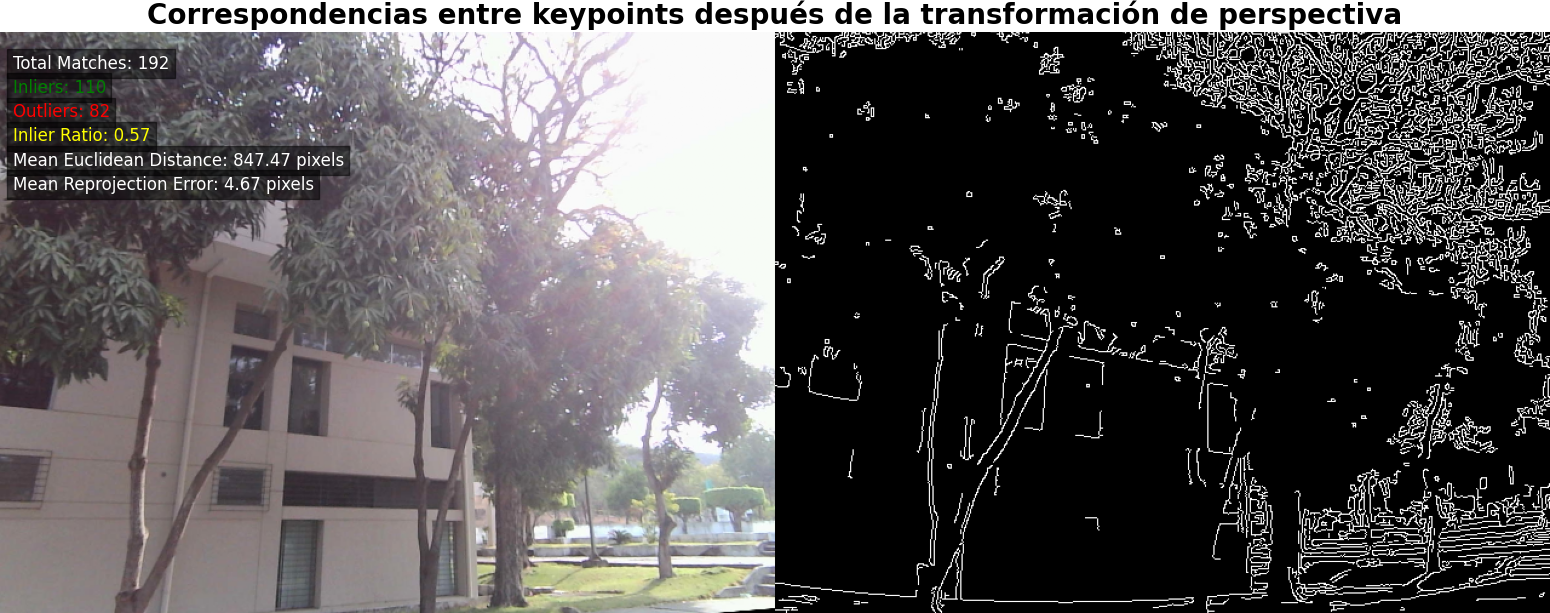 Correspondencias entre keypoints después de la transformación de perspectiva
Total Matches: 192
Inliers: 110
Outliers: 82
Inlier Ratio: 0.57
Mean Euclidean Distance: 847.47 pixels
Mean Reprojection Error: 4.67 pixels